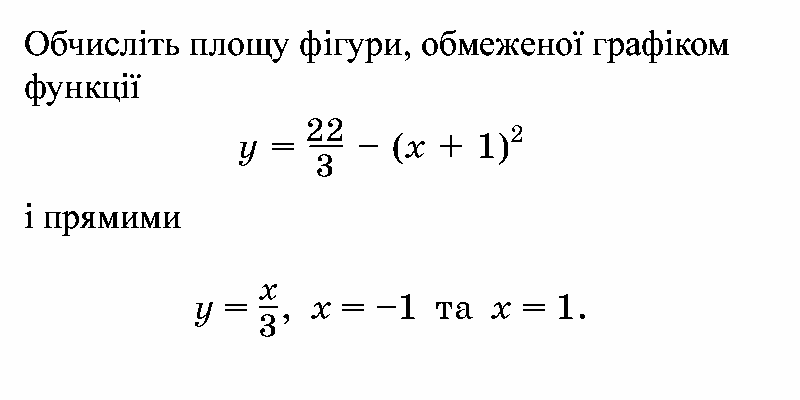 Обчисліть площу фігури, обмеженої графіком
функції
y = 22/3 − (x + 1)²
і прямими
y = x/3, x = −1 та x = 1.